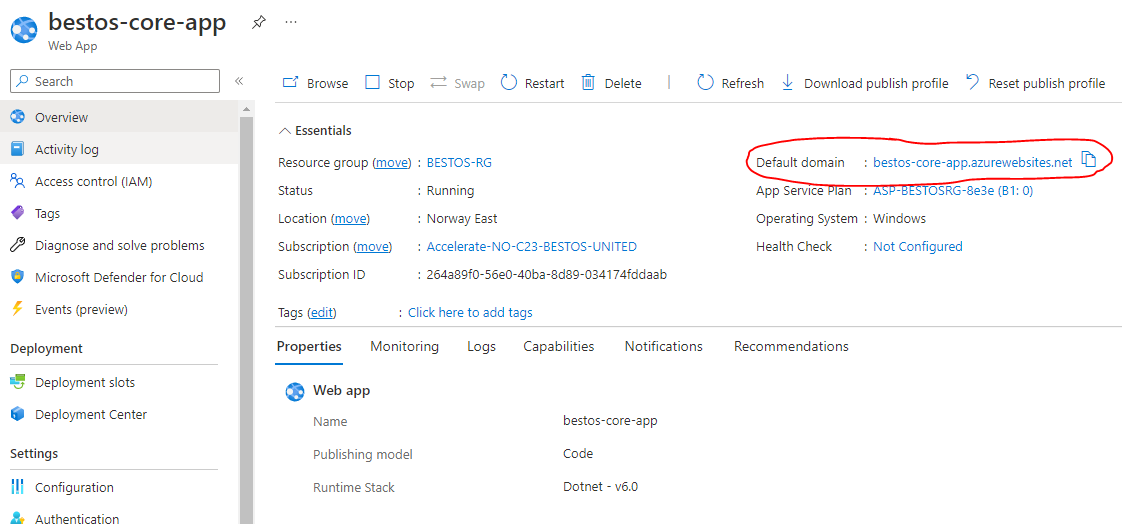 bestos-core-app
Web App
Search
Browse Stop Swap Restart Delete Refresh Download publish profile Reset publish profile
Overview
Activity log
Access control (IAM)
Tags
Diagnose and solve problems
Microsoft Defender for Cloud
Events (preview)
Deployment
Deployment slots
Deployment Center
Settings
Configuration
Authentication
Essentials
Resource group (move) : BESTOS-RG
Status : Running
Location (move) : Norway East
Subscription (move) : Accelerate-NO-C23-BESTOS-UNITED
Subscription ID : 264a89f0-56e0-40ba-8d89-034174fddaab
Default domain : bestos-core-app.azurewebsites.net
App Service Plan : ASP-BESTOSRG-8e3e (B1: 0)
Operating System : Windows
Health Check : Not Configured
Tags (edit) : Click here to add tags
Properties Monitoring Logs Capabilities Notifications Recommendations
Web app
Name bestos-core-app
Publishing model Code
Runtime Stack Dotnet - v6.0